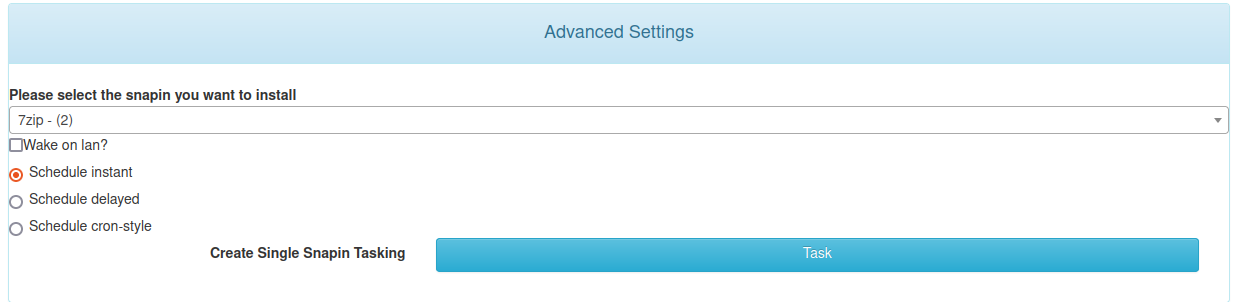 Advanced Settings
Please select the snapin you want to install
7zip - (2)
Wake on lan?
Schedule instant
Schedule delayed
Schedule cron-style
Create Single Snapin Tasking Task